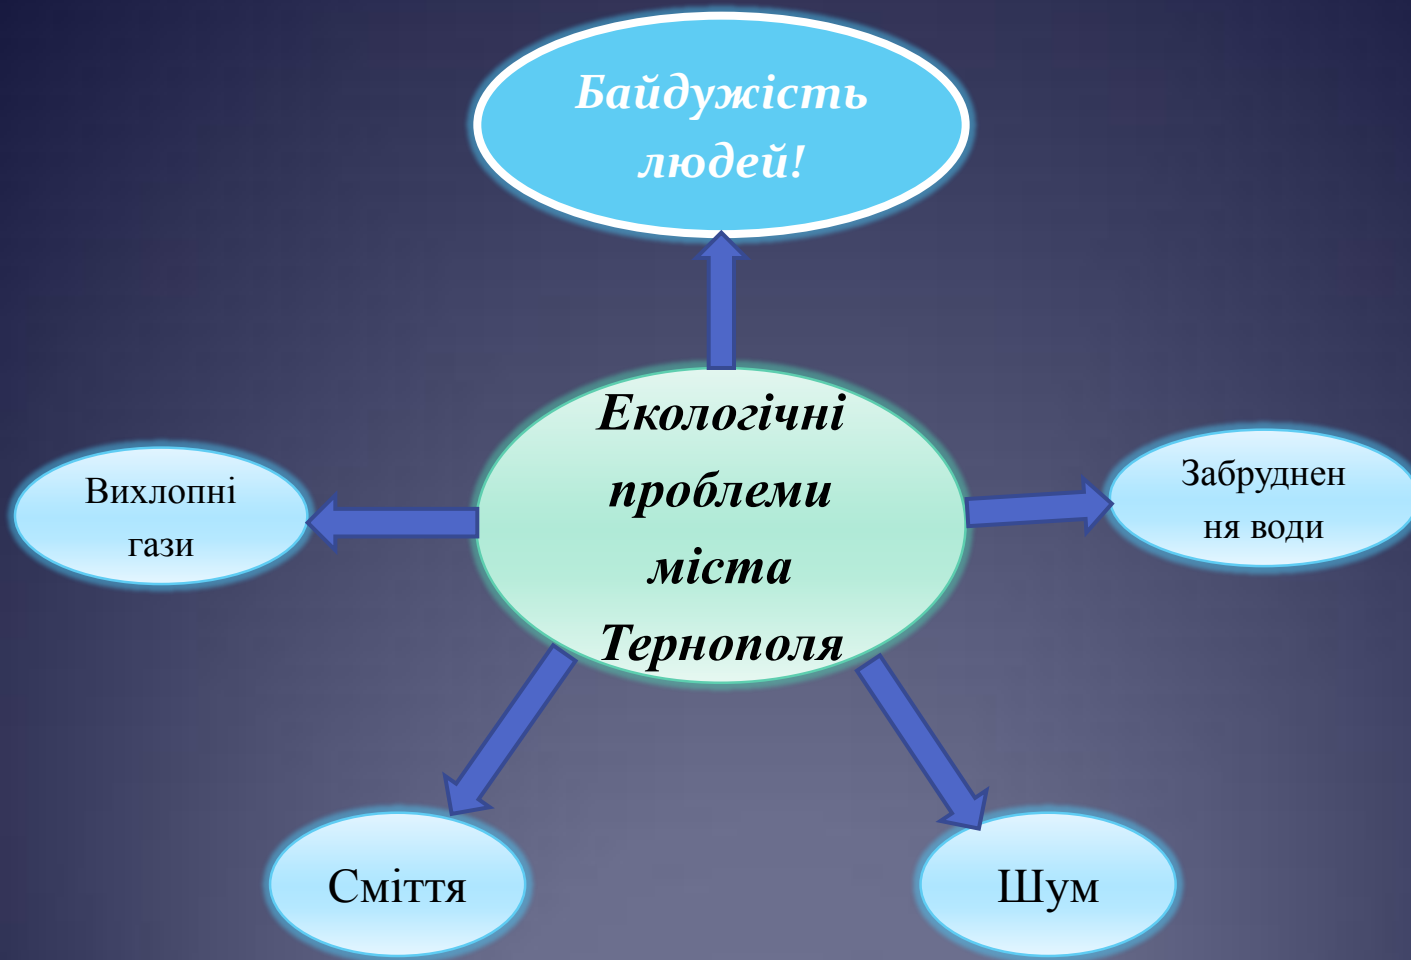 Байдужість
людей!
Екологічні
проблеми
міста
Тернополя
Вихлопні
гази
Забруднен
ня води
Сміття
Шум